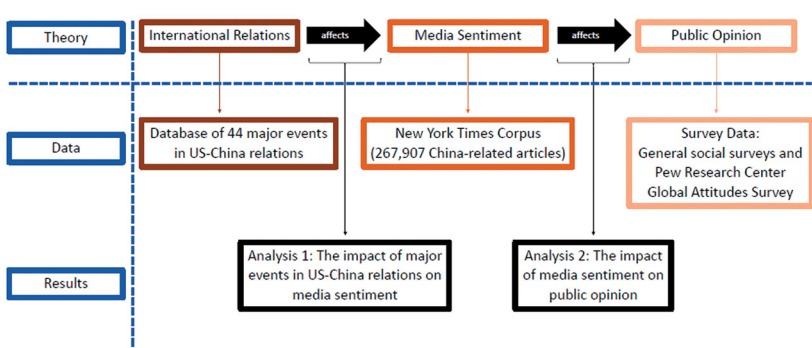 Theory
International Relations
affects
Media Sentiment
affects
Public Opinion
Data
Database of 44 major events
in US-China relations
New York Times Corpus
(267,907 China-related articles)
Survey Data:
General social surveys and
Pew Research Center
Global Attitudes Survey
Results
Analysis 1: The impact of major
events in US-China relations on
media sentiment
Analysis 2: The impact
of media sentiment on
public opinion